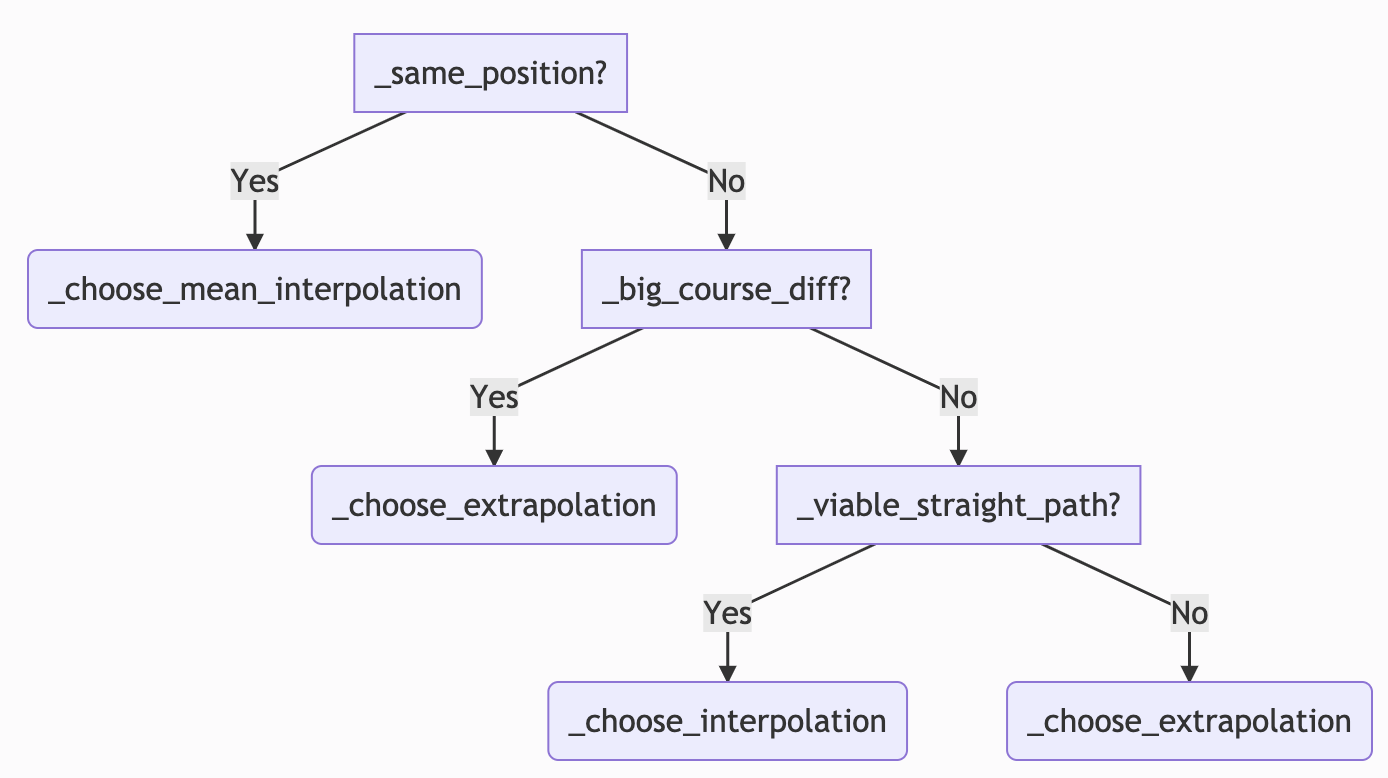 _same_position?
Yes
No
_choose_mean_interpolation
_big_course_diff?
Yes
No
_choose_extrapolation
_viable_straight_path?
Yes
No
_choose_interpolation
_choose_extrapolation